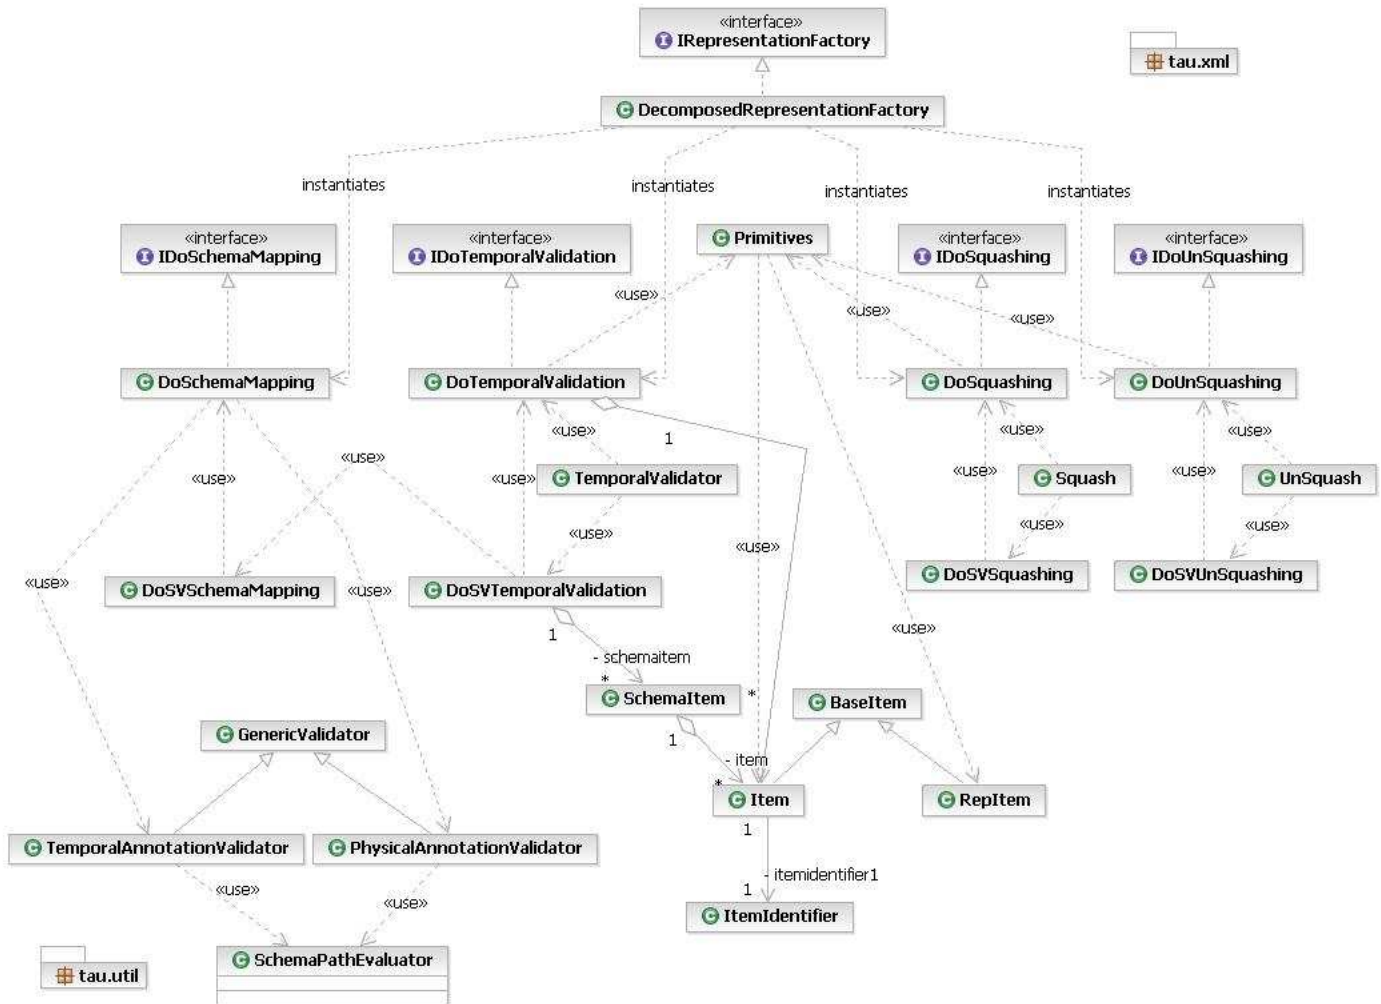 «interface»
IRepresentationFactory
tau.xml
DecomposedRepresentationFactory
instantiates
instantiates
instantiates
instantiates
«interface»
IDoSchemaMapping
«interface»
IDoTemporalValidation
Primitives
«interface»
IDoSquashing
«interface»
IDoUnSquashing
«use»
«use»
«use»
DoSchemaMapping
DoTemporalValidation
DoSquashing
DoUnSquashing
1
«use»
«use»
«use»
«use»
«use»
«use»
«use»
«use»
TemporalValidator
Squash
UnSquash
«use»
«use»
«use»
«use»
«use»
«use»
DoSVSchemaMapping
DoSVTemporalValidation
DoSVSquashing
DoSVUnSquashing
1
«use»
- schemaitem
*
SchemaItem
*
BaseItem
GenericValidator
1
- item
*
Item
RepItem
1
TemporalAnnotationValidator
PhysicalAnnotationValidator
- itemidentifier1
1
«use»
«use»
ItemIdentifier
SchemaPathEvaluator
tau.util